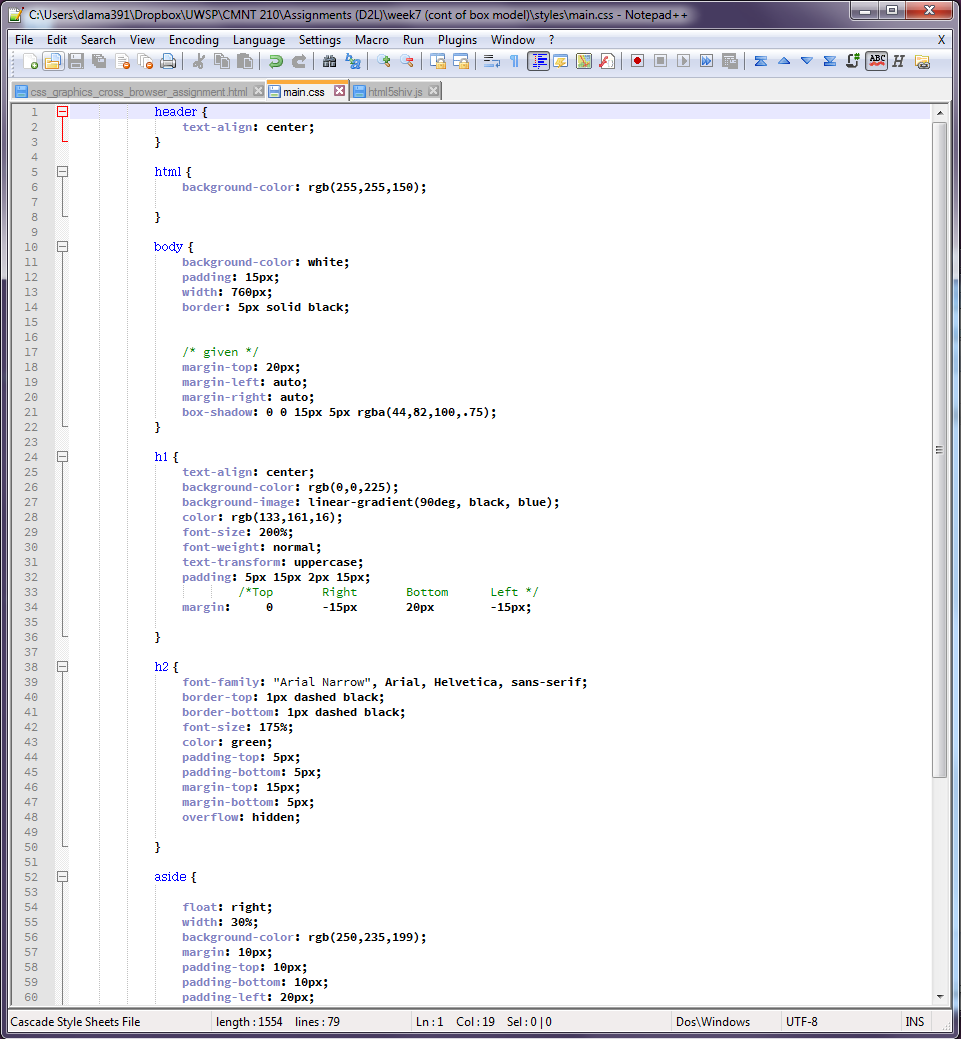 C:\Users\dlama391\Dropbox\UWSP\CMNT 210\Assignments (D2L)\week7 (cont of box model)\styles\main.css - Notepad++
File Edit Search View Encoding Language Settings Macro Run Plugins Window ? X
css_graphics_cross_browser_assignment.html main.css html5shiv.js
1 header {
2 text-align: center;
3 }
4
5 html {
6 background-color: rgb(255,255,150);
7
8 }
9
10 body {
11 background-color: white;
12 padding: 15px;
13 width: 760px;
14 border: 5px solid black;
15
16
17 /* given */
18 margin-top: 20px;
19 margin-left: auto;
20 margin-right: auto;
21 box-shadow: 0 0 15px 5px rgba(44,82,100,.75);
22 }
23
24 h1 {
25 text-align: center;
26 background-color: rgb(0,0,225);
27 background-image: linear-gradient(90deg, black, blue);
28 color: rgb(133,161,16);
29 font-size: 200%;
30 font-weight: normal;
31 text-transform: uppercase;
32 padding: 5px 15px 2px 15px;
33 /*Top Right Bottom Left */
34 margin: 0 -15px 20px -15px;
35
36 }
37
38 h2 {
39 font-family: "Arial Narrow", Arial, Helvetica, sans-serif;
40 border-top: 1px dashed black;
41 border-bottom: 1px dashed black;
42 font-size: 175%;
43 color: green;
44 padding-top: 5px;
45 padding-bottom: 5px;
46 margin-top: 15px;
47 margin-bottom: 5px;
48 overflow: hidden;
49
50 }
51
52 aside {
53
54 float: right;
55 width: 30%;
56 background-color: rgb(250,235,199);
57 margin: 10px;
58 padding-top: 10px;
59 padding-bottom: 10px;
60 padding-left: 20px;
Cascade Style Sheets File length : 1554 lines : 79 Ln : 1 Col : 19 Sel : 0 | 0 Dos\Windows UTF-8 INS